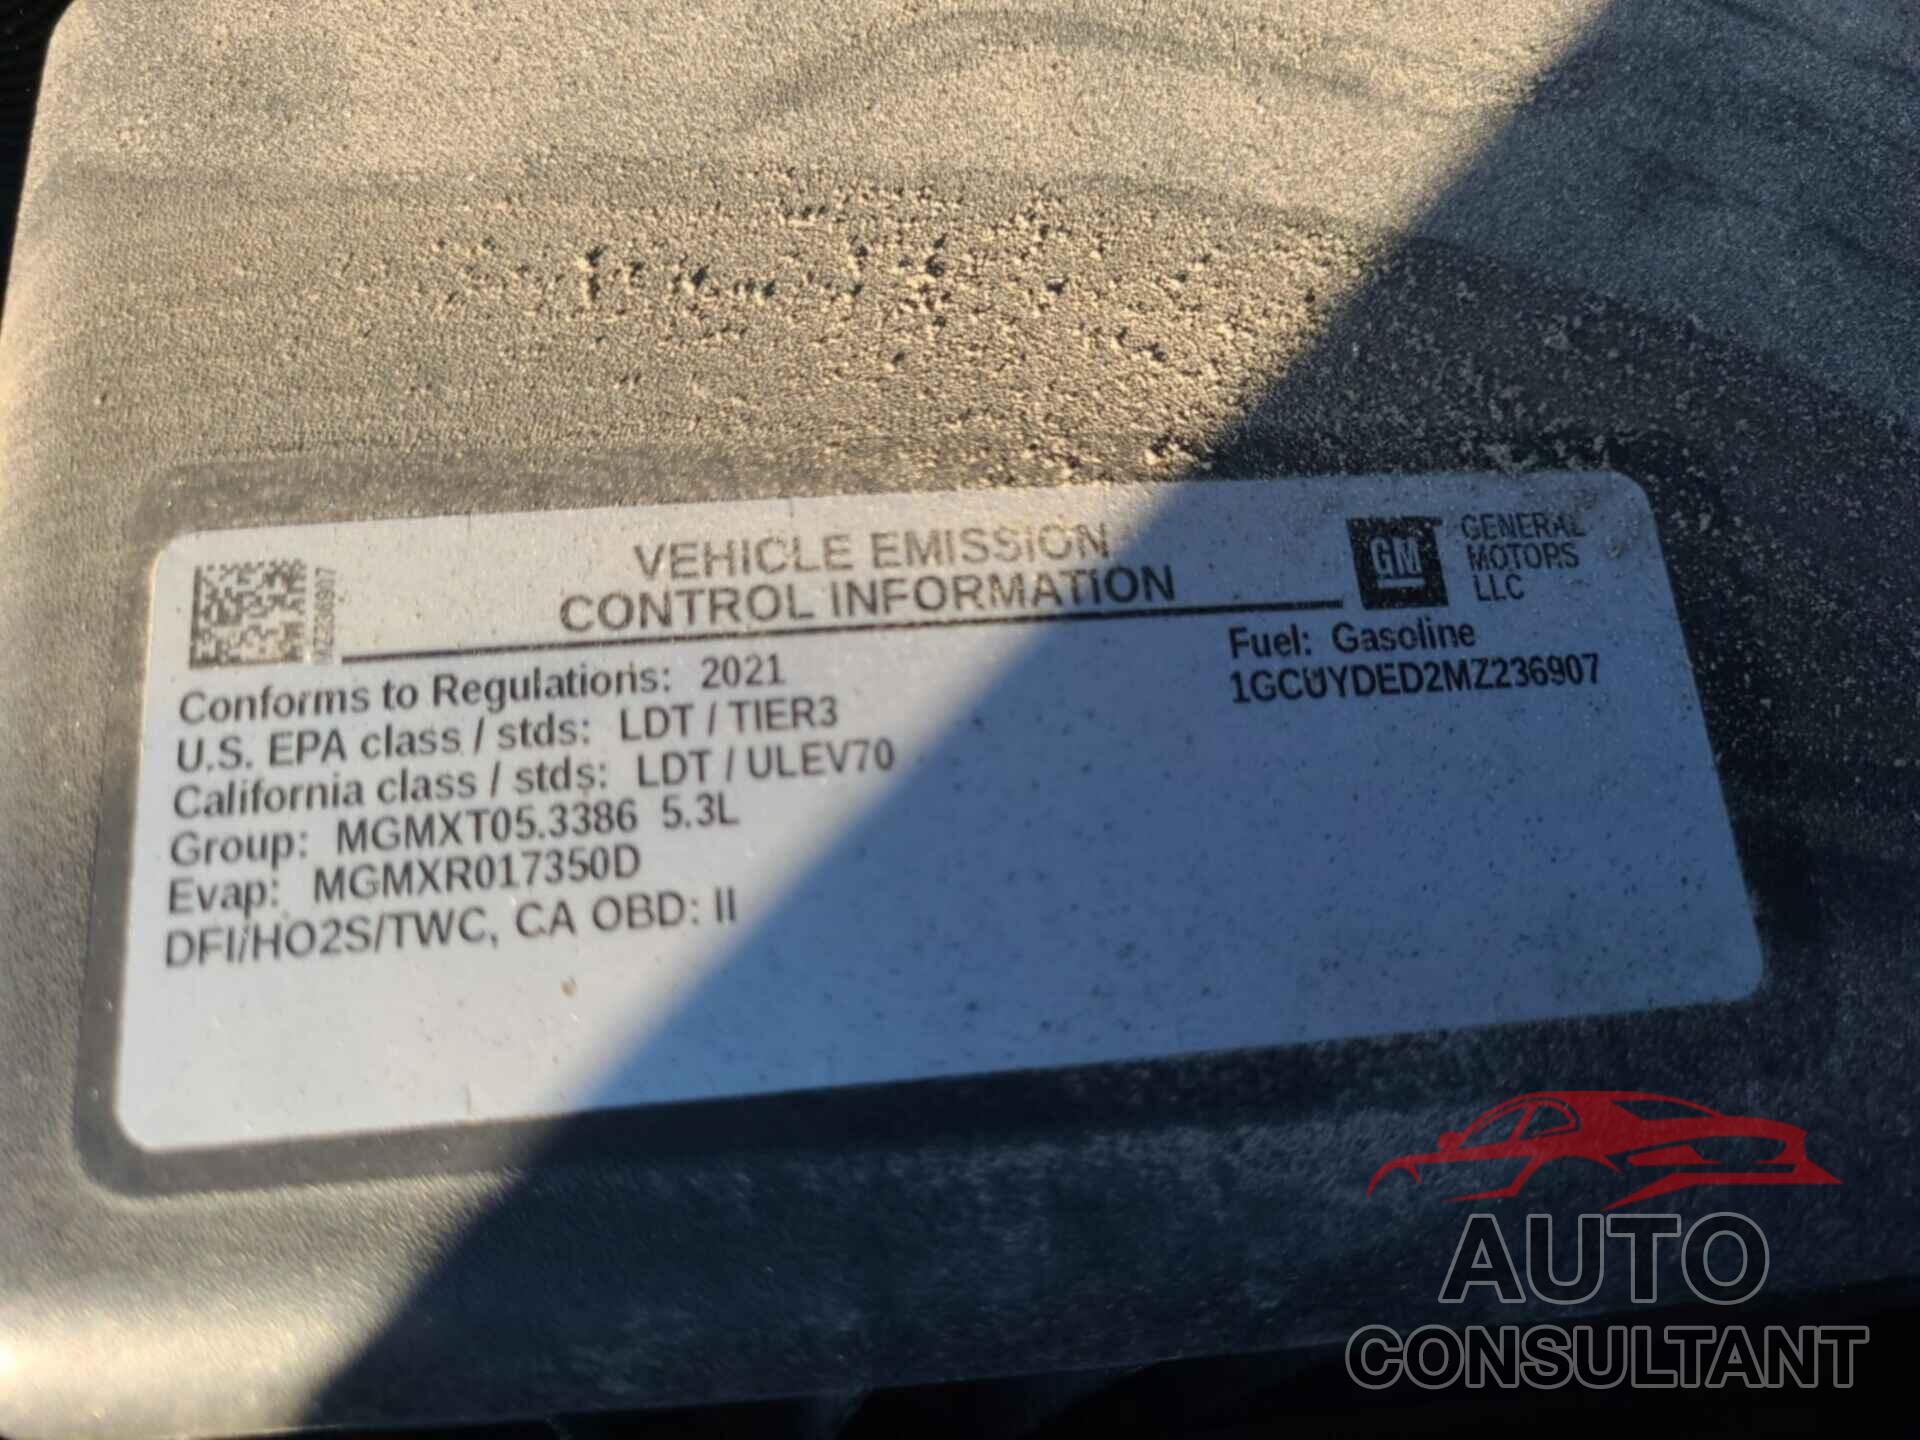 VEHICLE EMISSION
CONTROL INFORMATION
GM
GENERAL
MOTORS
LLC
MZ236907
Conforms to Regulations: 2021
U.S. EPA class / stds: LDT / TIER3
California class / stds: LDT / ULEV70
Group: MGMXT05.3386 5.3L
Evap: MGMXR017350D
DFI/HO2S/TWC, CA OBD: II
Fuel: Gasoline
1GCUYDED2MZ236907
AUTO
CONSULTANT